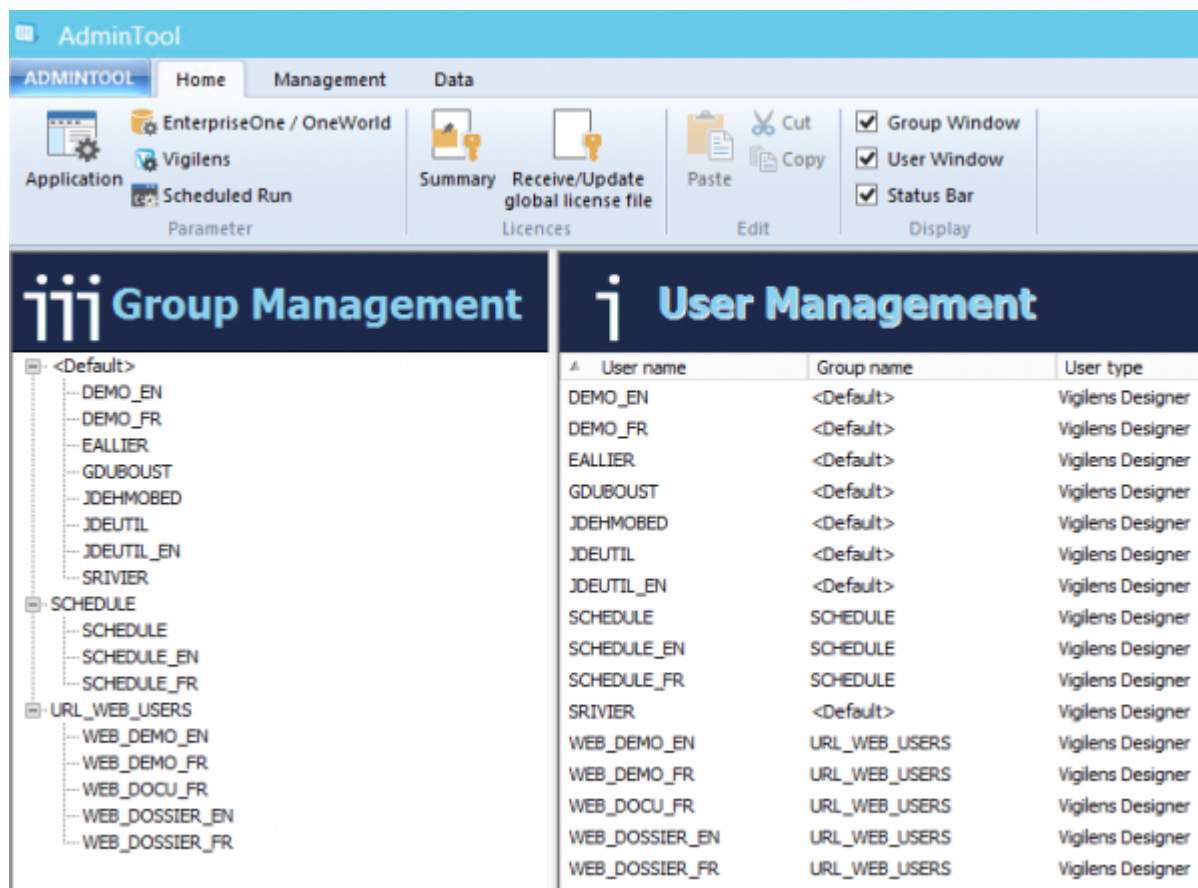 AdminTool
ADMINTOOL Home Management Data
Application
EnterpriseOne / OneWorld
Vigilens
Scheduled Run
Parameter
Summary
Receive/Update
global license file
Licences
Paste
Cut
Copy
Edit
Group Window
User Window
Status Bar
Display
Group Management
<Default>
DEMO_EN
DEMO_FR
EALLIER
GDUBOUST
JDEHMOBED
JDEUTIL
JDEUTIL_EN
SRIVIER
SCHEDULE
SCHEDULE
SCHEDULE_EN
SCHEDULE_FR
URL_WEB_USERS
WEB_DEMO_EN
WEB_DEMO_FR
WEB_DOCU_FR
WEB_DOSSIER_EN
WEB_DOSSIER_FR
User Management
User name Group name User type
DEMO_EN <Default> Vigilens Designer
DEMO_FR <Default> Vigilens Designer
EALLIER <Default> Vigilens Designer
GDUBOUST <Default> Vigilens Designer
JDEHMOBED <Default> Vigilens Designer
JDEUTIL <Default> Vigilens Designer
JDEUTIL_EN <Default> Vigilens Designer
SCHEDULE SCHEDULE Vigilens Designer
SCHEDULE_EN SCHEDULE Vigilens Designer
SCHEDULE_FR SCHEDULE Vigilens Designer
SRIVIER <Default> Vigilens Designer
WEB_DEMO_EN URL_WEB_USERS Vigilens Designer
WEB_DEMO_FR URL_WEB_USERS Vigilens Designer
WEB_DOCU_FR URL_WEB_USERS Vigilens Designer
WEB_DOSSIER_EN URL_WEB_USERS Vigilens Designer
WEB_DOSSIER_FR URL_WEB_USERS Vigilens Designer